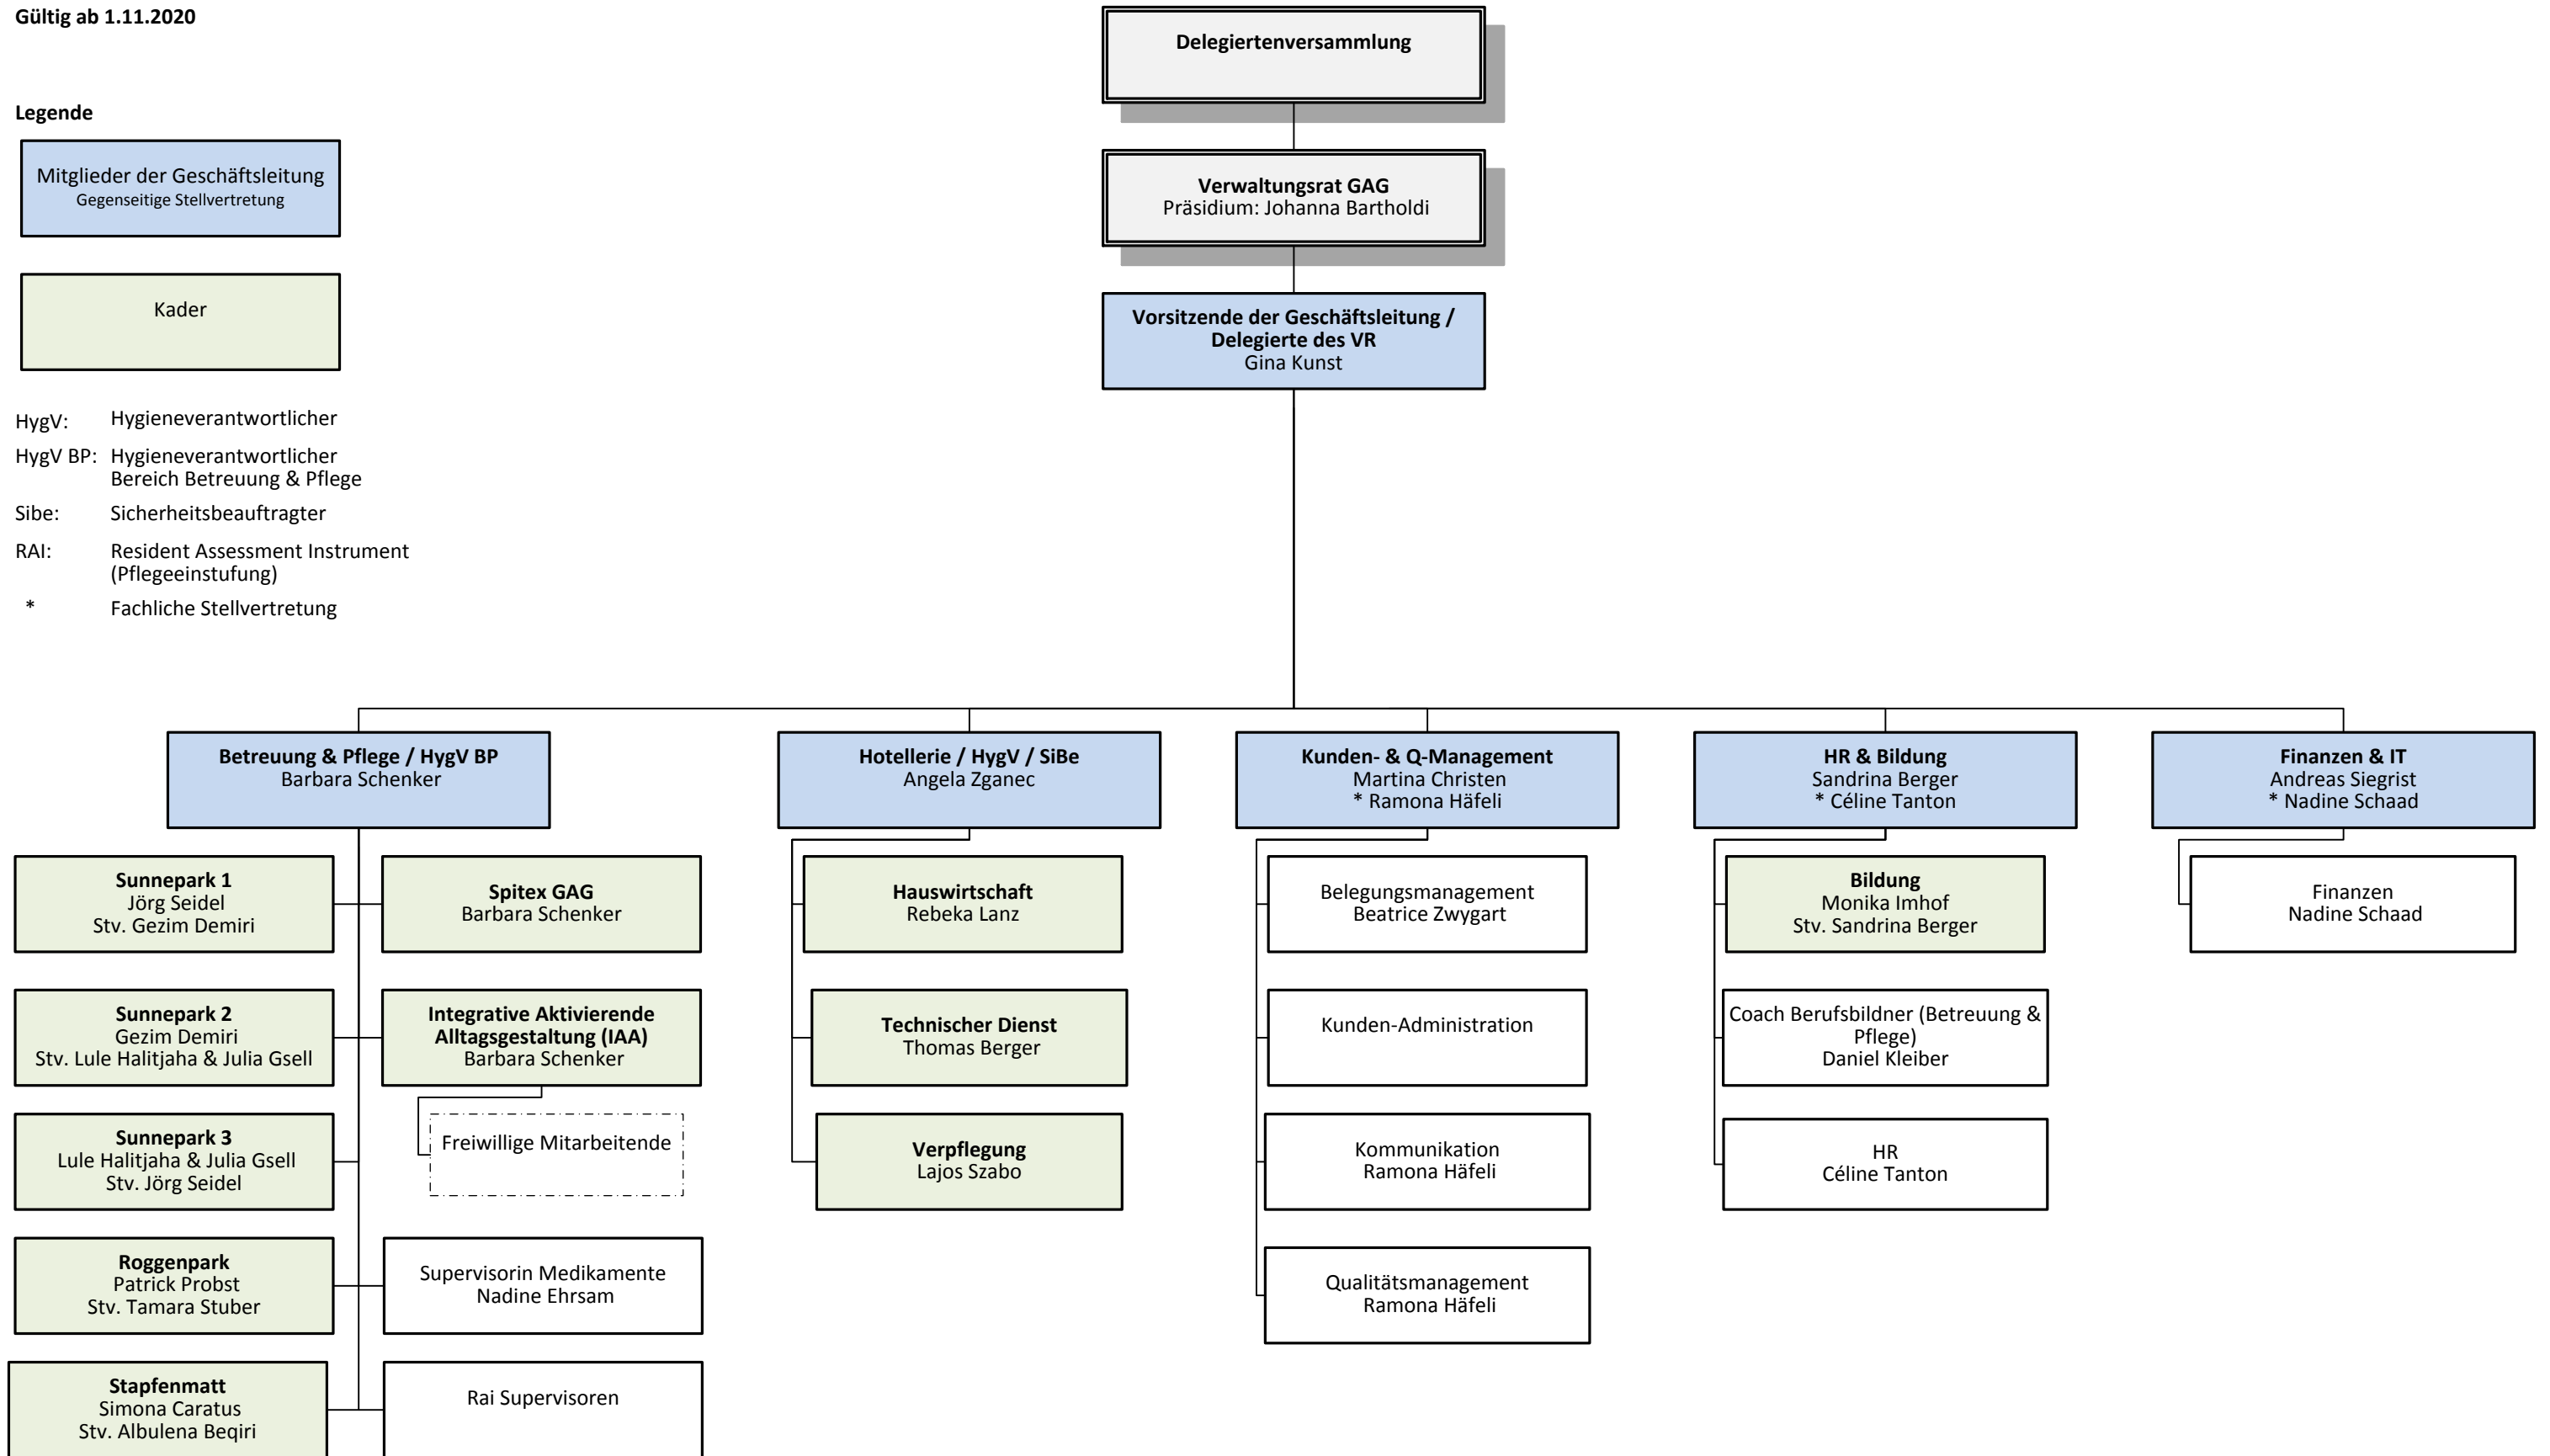 Gültig ab 1.11.2020
Delegiertenversammlung
Legende
Mitglieder der Geschäftsleitung
Gegenseitige Stellvertretung
Verwaltungsrat GAG
Präsidium: Johanna Bartholdi
Kader
Vorsitzende der Geschäftsleitung /
Delegierte des VR
Gina Kunst
HygV: Hygieneverantwortlicher
HygV BP: Hygieneverantwortlicher
Bereich Betreuung & Pflege
Sibe: Sicherheitsbeauftragter
RAI: Resident Assessment Instrument
(Pflegeeinstufung)
* Fachliche Stellvertretung
Betreuung & Pflege / HygV BP
Barbara Schenker
Hotellerie / HygV / SiBe
Angela Zganec
Kunden- & Q-Management
Martina Christen
* Ramona Häfeli
HR & Bildung
Sandrina Berger
* Céline Tanton
Finanzen & IT
Andreas Siegrist
* Nadine Schaad
Sunnepark 1
Jörg Seidel
Stv. Gezim Demiri
Spitex GAG
Barbara Schenker
Hauswirtschaft
Rebeka Lanz
Belegungsmanagement
Beatrice Zwygart
Bildung
Monika Imhof
Stv. Sandrina Berger
Finanzen
Nadine Schaad
Sunnepark 2
Gezim Demiri
Stv. Lule Halitjaha & Julia Gsell
Integrative Aktivierende
Alltagsgestaltung (IAA)
Barbara Schenker
Technischer Dienst
Thomas Berger
Kunden-Administration
Coach Berufsbildner (Betreuung &
Pflege)
Daniel Kleiber
Sunnepark 3
Lule Halitjaha & Julia Gsell
Stv. Jörg Seidel
Freiwillige Mitarbeitende
Verpflegung
Lajos Szabo
Kommunikation
Ramona Häfeli
HR
Céline Tanton
Roggenpark
Patrick Probst
Stv. Tamara Stuber
Supervisorin Medikamente
Nadine Ehrsam
Qualitätsmanagement
Ramona Häfeli
Stapfenmatt
Simona Caratus
Stv. Albulena Beqiri
Rai Supervisoren